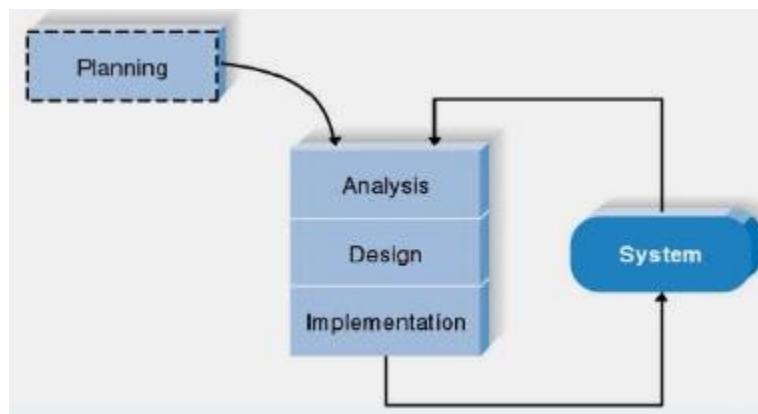 Planning
Analysis
Design
Implementation
System